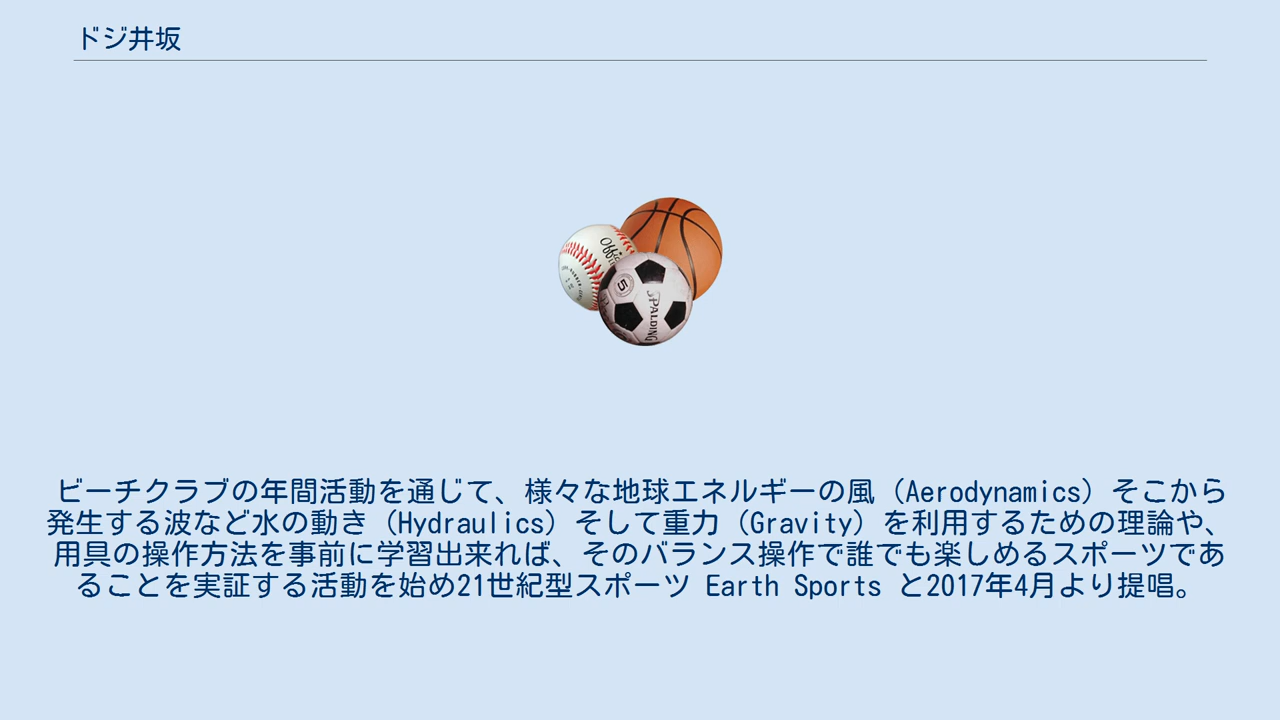 ドジ井坂
Offic
5
SPALDING
ビーチクラブの年間活動を通じて、様々な地球エネルギーの風（Aerodynamics）そこから
発生する波など水の動き（Hydraulics）そして重力（Gravity）を利用するための理論や、
用具の操作方法を事前に学習出来れば、そのバランス操作で誰でも楽しめるスポーツであ
ることを実証する活動を始め21世紀型スポーツ Earth Sports と2017年4月より提唱。